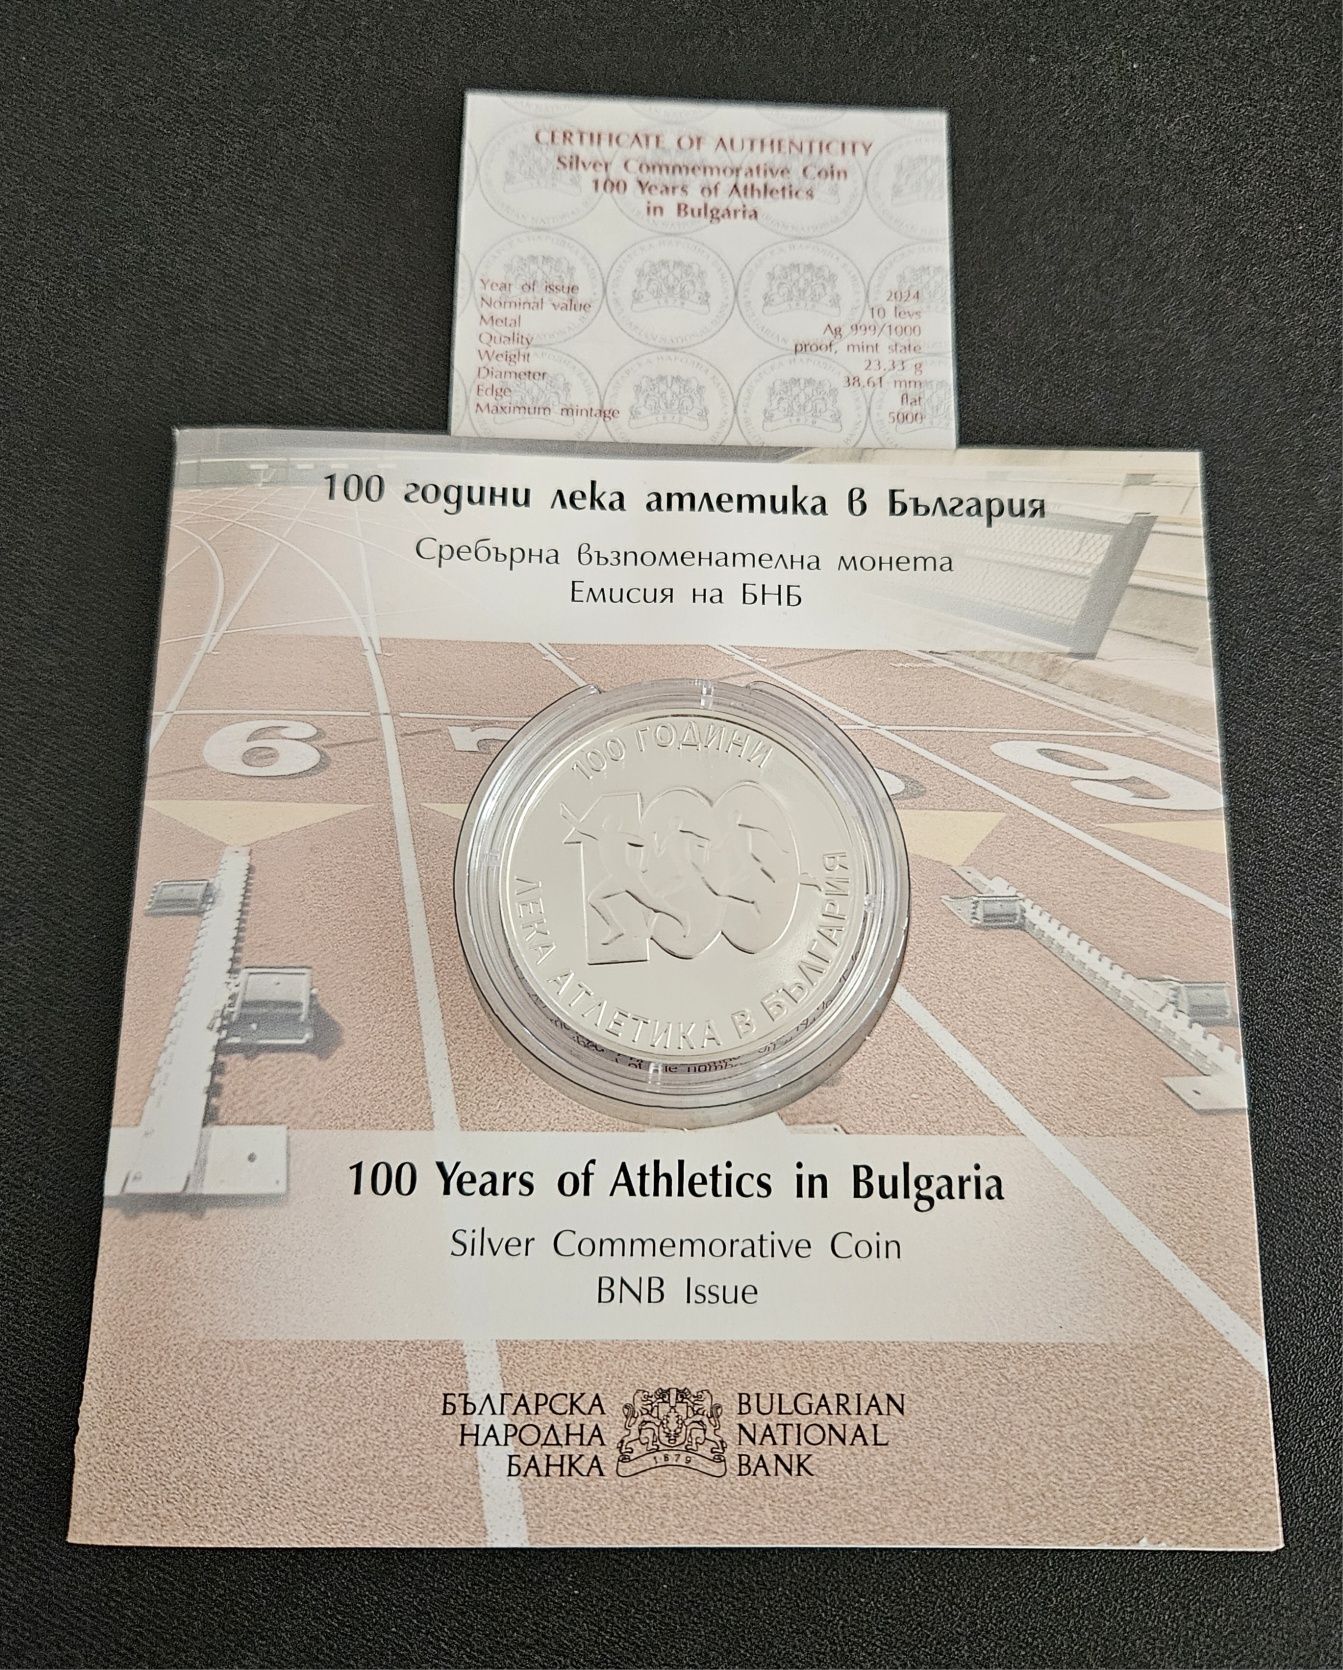 CERTIFICATE OF AUTHENTICITY
Silver Commemorative Coin
100 Years of Athletics
in Bulgaria
Year of issue 2024
Nominal value 10 levs
Metal Ag 999/1000
Quality proof, mint state
Weight 23.33 g
Diameter 38.61 mm
Edge flat
Maximum mintage 5000
100 години лека атлетика в България
Сребърна възпоменателна монета
Емисия на БНБ
6
9
100 ГОДИНИ
100
ЛЕКА АТЛЕТИКА В БЪЛГАРИЯ
100 Years of Athletics in Bulgaria
Silver Commemorative Coin
BNB Issue
БЪЛГАРСКА
НАРОДНА
БАНКА
1879
BULGARIAN
NATIONAL
BANK